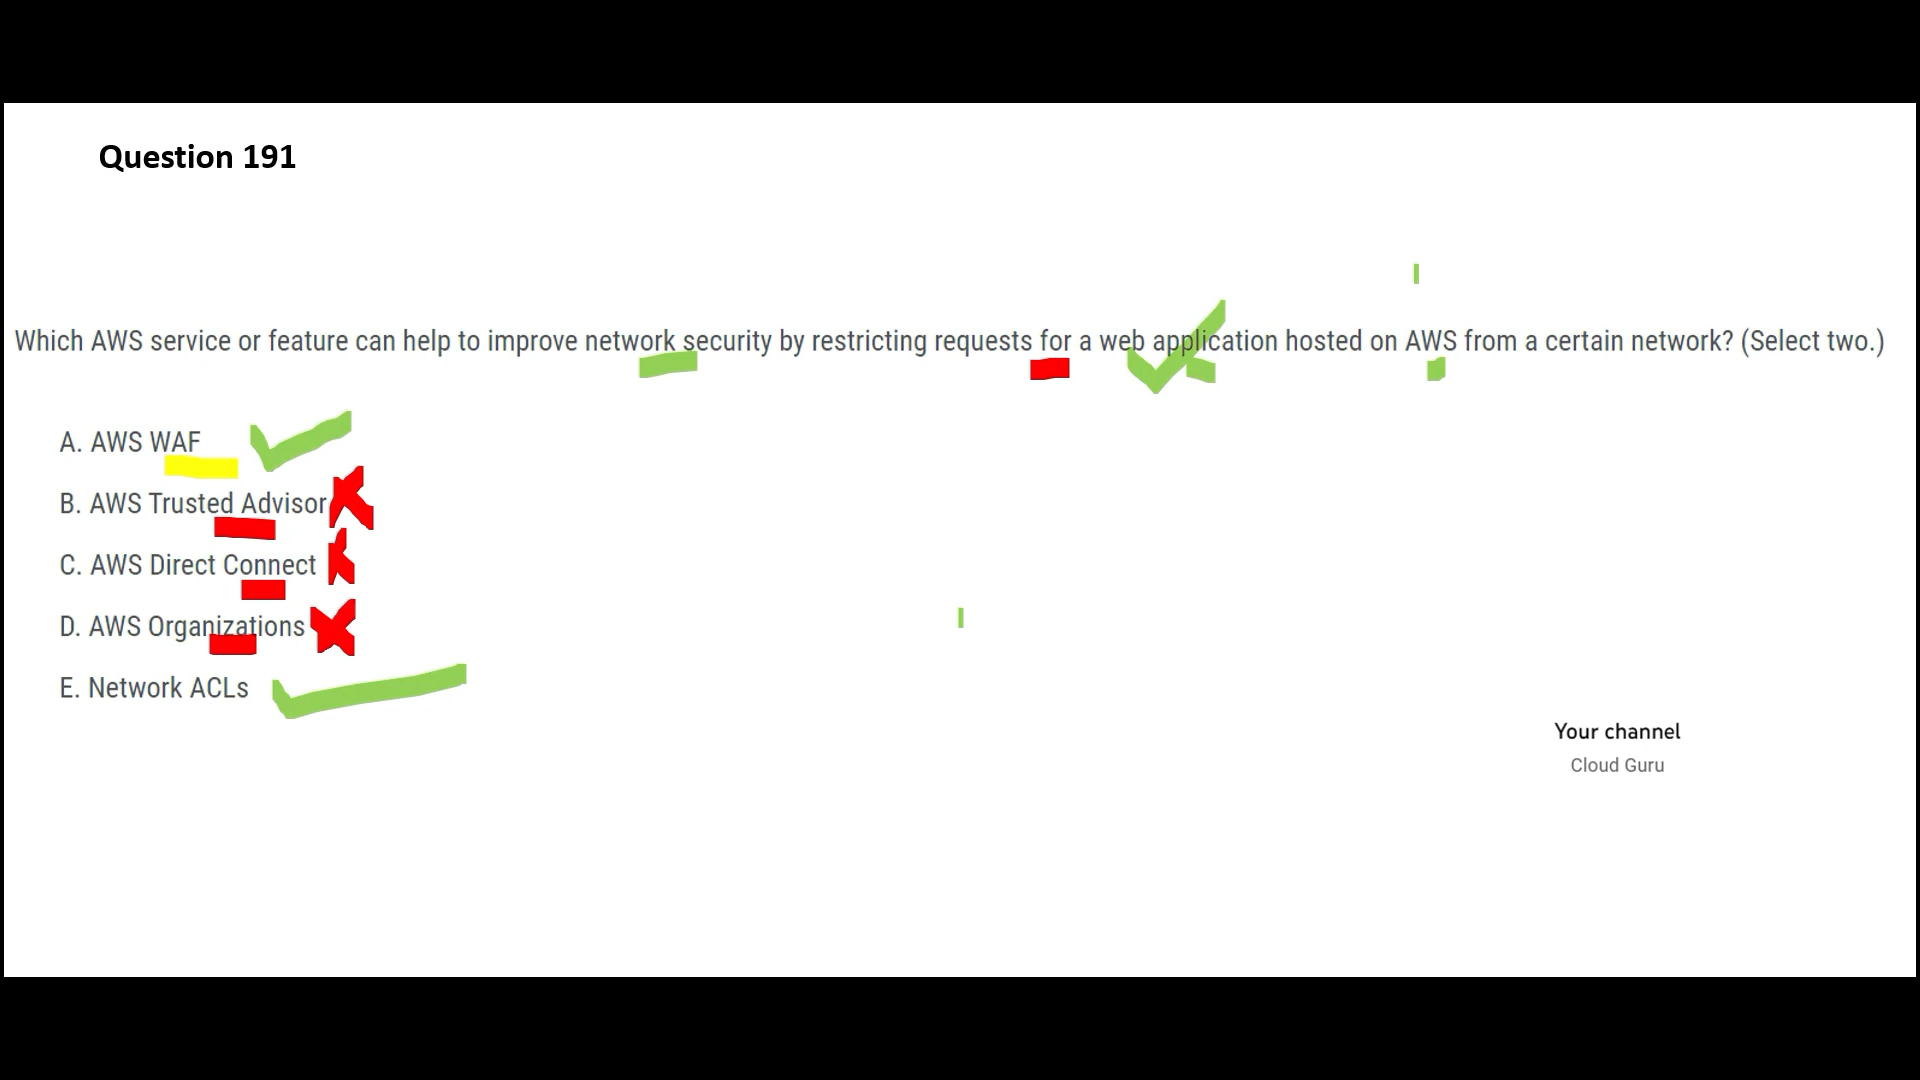 Question 191
Which AWS service or feature can help to improve network security by restricting requests for a web application hosted on AWS from a certain network? (Select two.)
A. AWS WAF
B. AWS Trusted Advisor
C. AWS Direct Connect
D. AWS Organizations
E. Network ACLs
Your channel
Cloud Guru